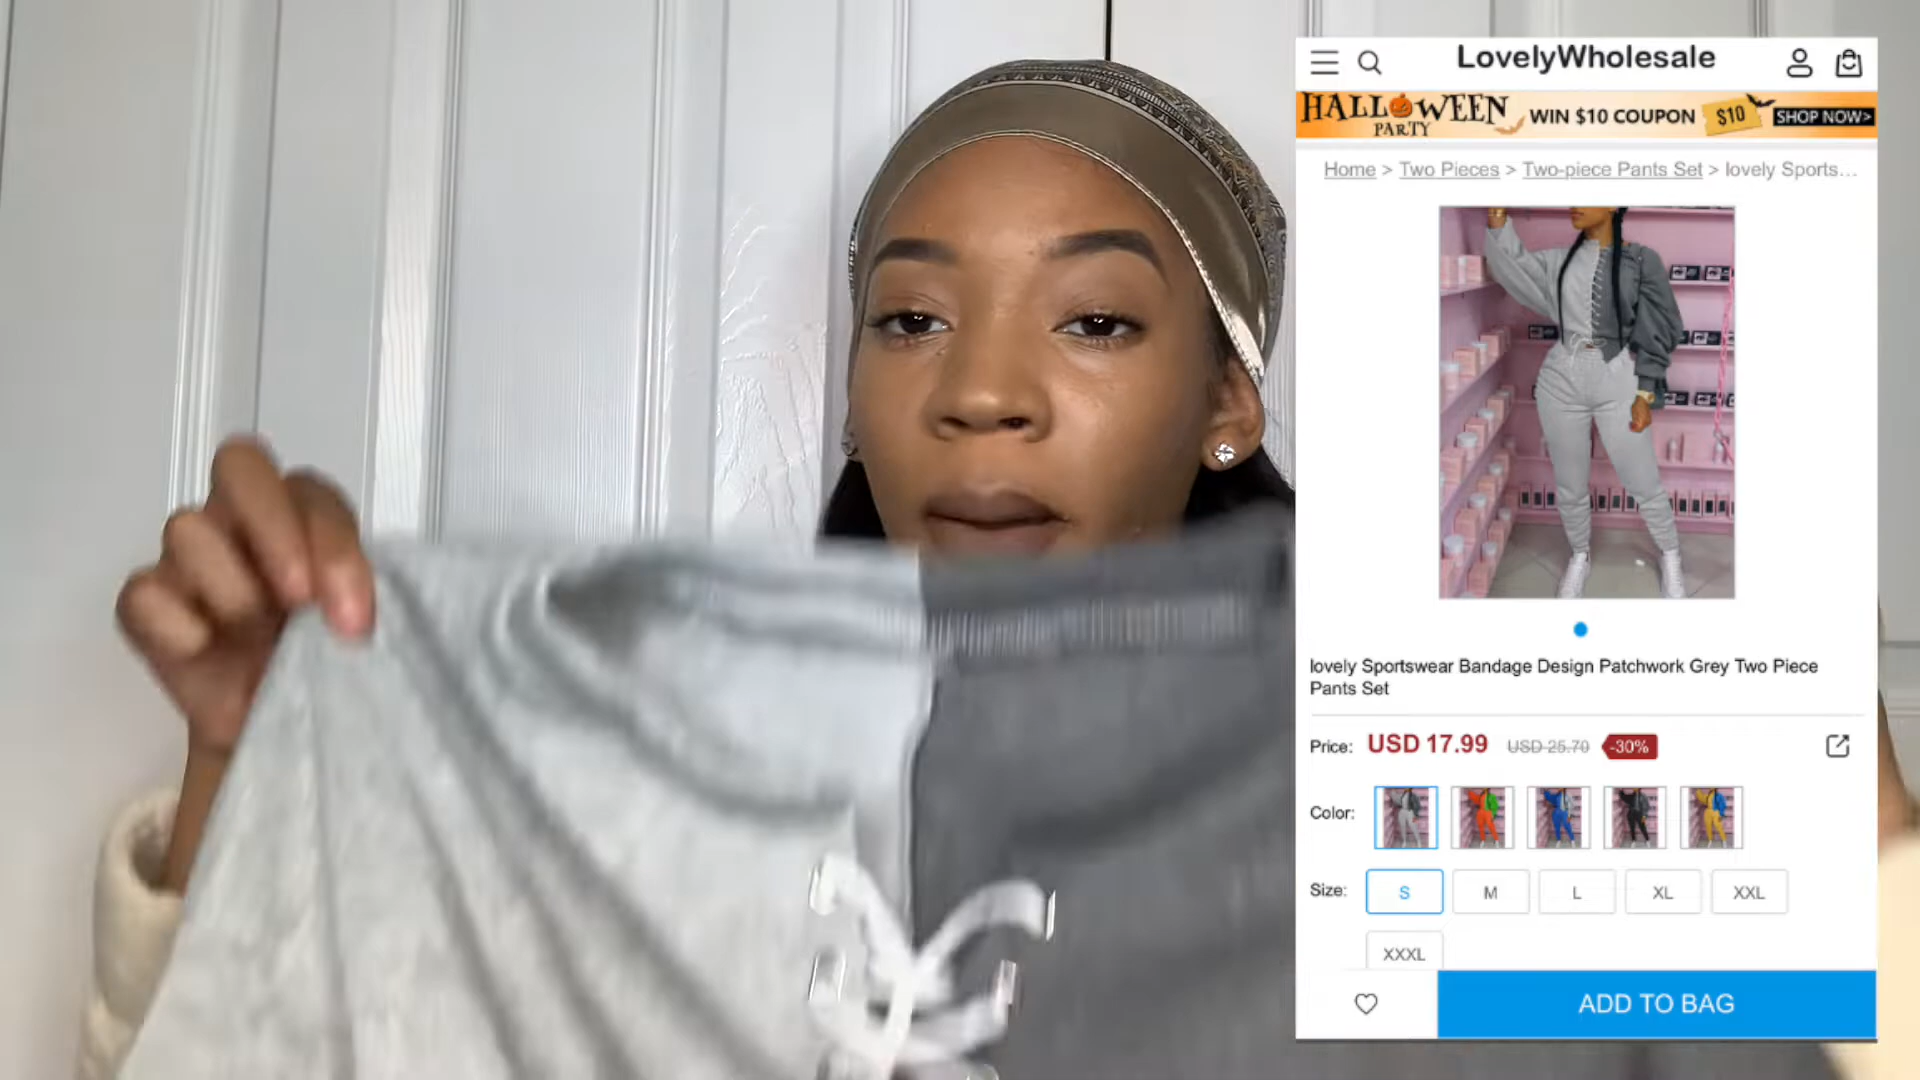 LovelyWholesale
HALLOWEEN
PARTY
WIN $10 COUPON
$10
SHOP NOW>
Home > Two Pieces > Two-piece Pants Set > lovely Sports...
lovely Sportswear Bandage Design Patchwork Grey Two Piece
Pants Set
Price: USD 17.99 USD 25.70 -30%
Color:
Size: S M L XL XXL
XXXL
ADD TO BAG